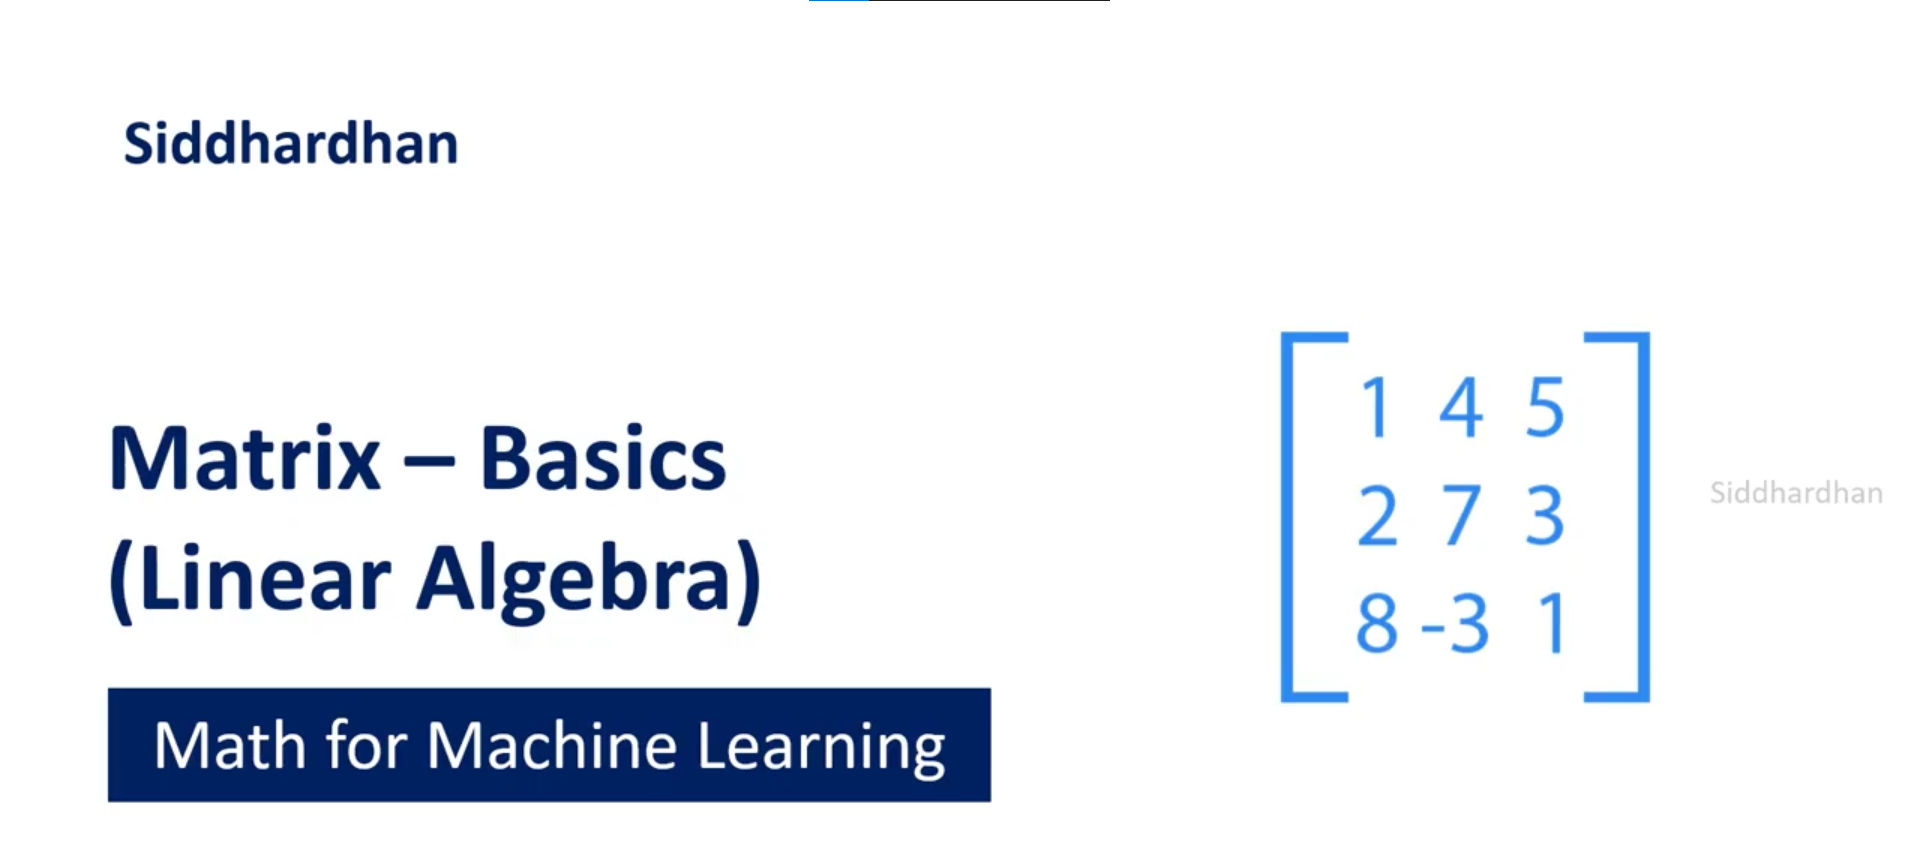 Siddhardhan
Matrix – Basics
(Linear Algebra)
Math for Machine Learning
1 4 5
2 7 3
8 -3 1
Siddhardhan